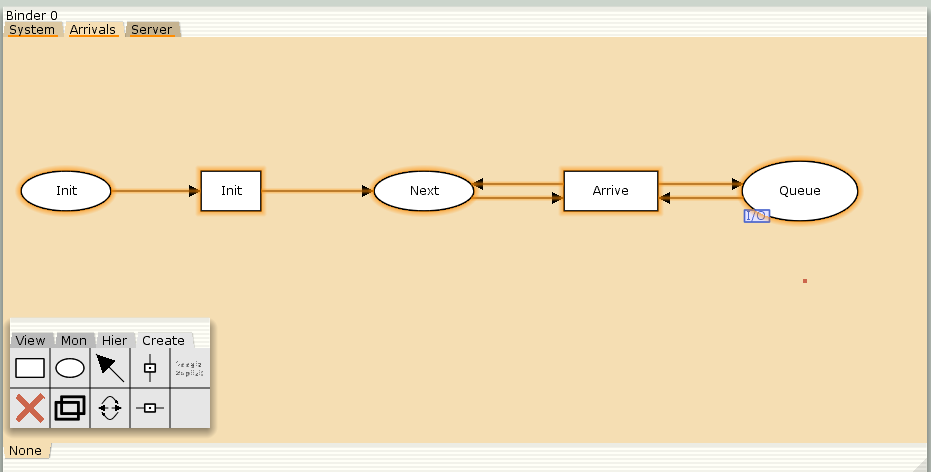 Binder 0
System Arrivals Server
Init Init Next Arrive Queue
I/O
View Mon Hier Create
None